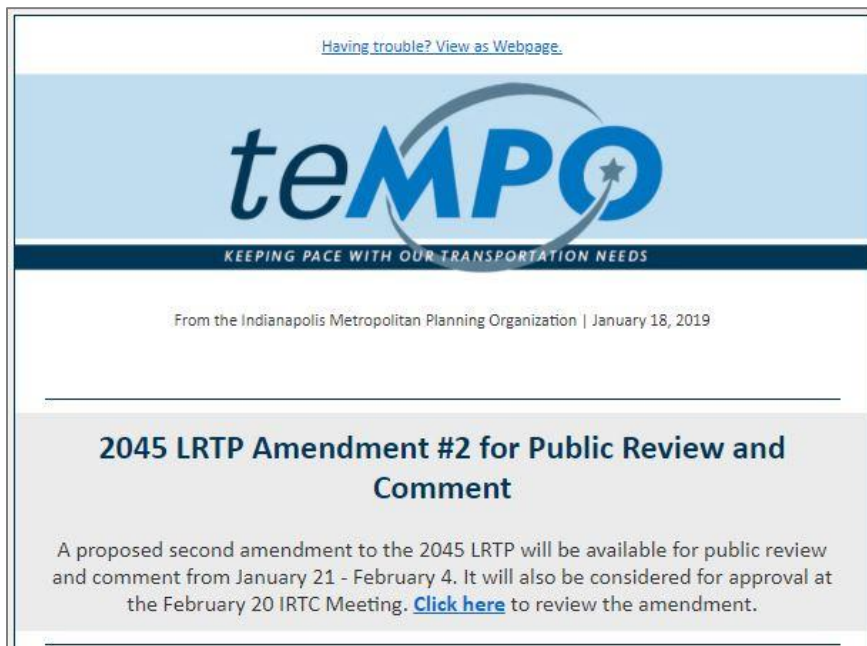 Having trouble? View as Webpage.
teMPO
KEEPING PACE WITH OUR TRANSPORTATION NEEDS
From the Indianapolis Metropolitan Planning Organization | January 18, 2019
2045 LRTP Amendment #2 for Public Review and
Comment
A proposed second amendment to the 2045 LRTP will be available for public review
and comment from January 21 - February 4. It will also be considered for approval at
the February 20 IRTC Meeting. Click here to review the amendment.